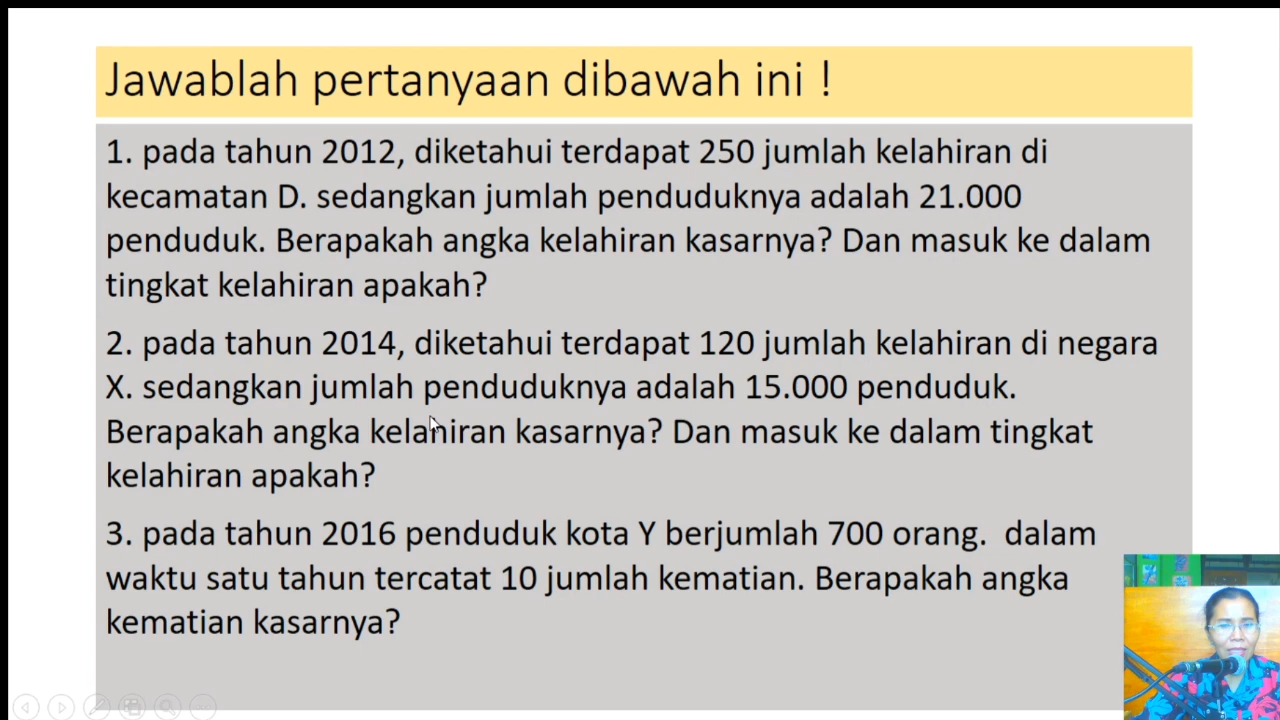 Jawablah pertanyaan dibawah ini !
1. pada tahun 2012, diketahui terdapat 250 jumlah kelahiran di
kecamatan D. sedangkan jumlah penduduknya adalah 21.000
penduduk. Berapakah angka kelahiran kasarnya? Dan masuk ke dalam
tingkat kelahiran apakah?
2. pada tahun 2014, diketahui terdapat 120 jumlah kelahiran di negara
X. sedangkan jumlah penduduknya adalah 15.000 penduduk.
Berapakah angka kelahiran kasarnya? Dan masuk ke dalam tingkat
kelahiran apakah?
3. pada tahun 2016 penduduk kota Y berjumlah 700 orang.  dalam
waktu satu tahun tercatat 10 jumlah kematian. Berapakah angka
kematian kasarnya?